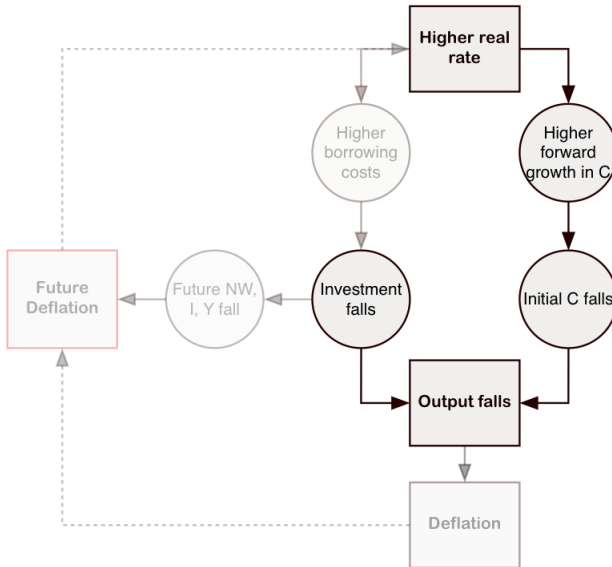 Higher real
rate
Higher
borrowing
costs
Higher
forward
growth in C
Future
Deflation
Future NW,
I, Y fall
Investment
falls
Initial C falls
Output falls
Deflation